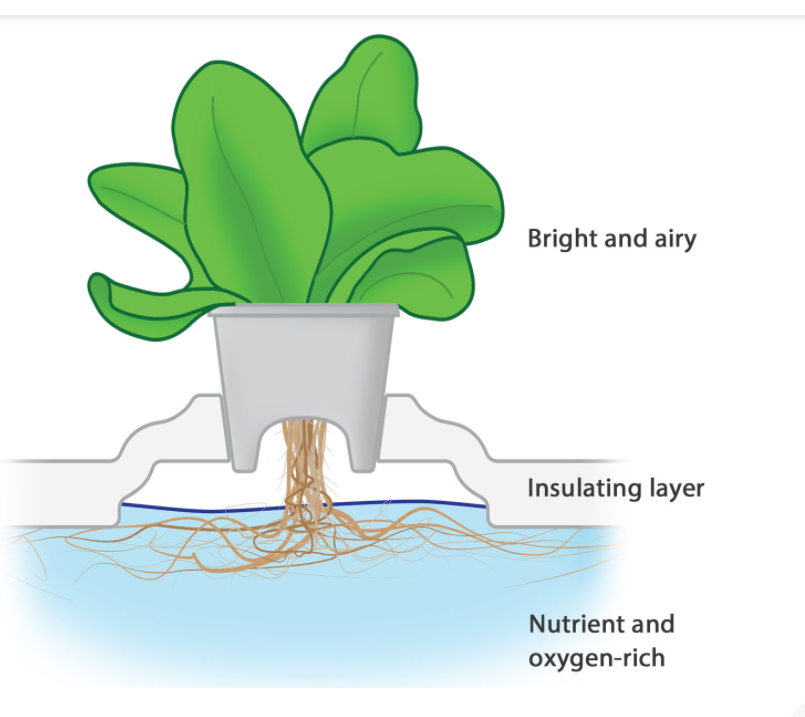 Bright and airy
Insulating layer
Nutrient and
oxygen-rich